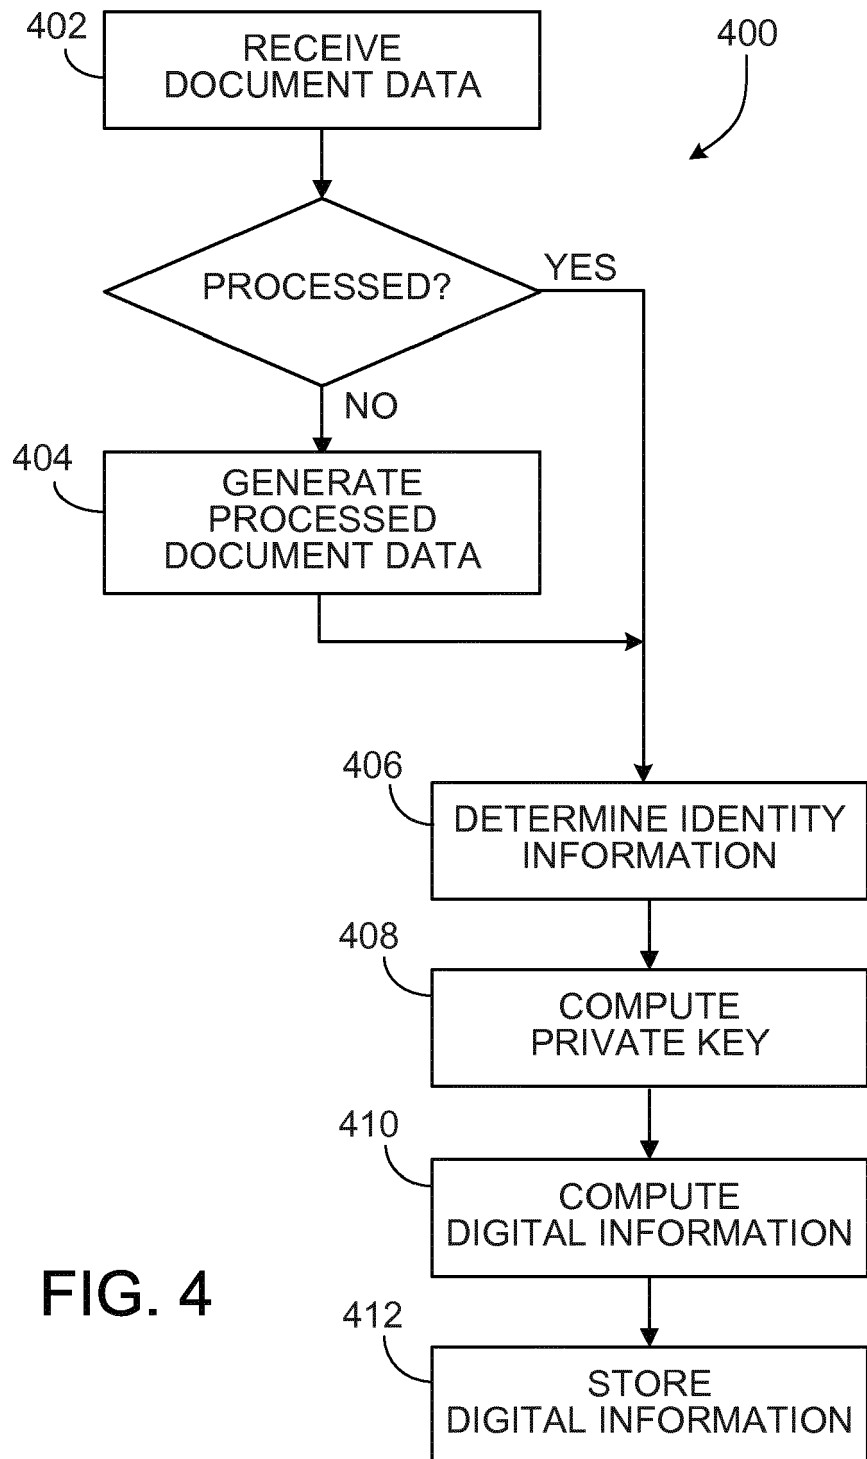 402
RECEIVE
DOCUMENT DATA
400
PROCESSED?
YES
NO
404
GENERATE
PROCESSED
DOCUMENT DATA
406
DETERMINE IDENTITY
INFORMATION
408
COMPUTE
PRIVATE KEY
410
COMPUTE
DIGITAL INFORMATION
FIG. 4
412
STORE
DIGITAL INFORMATION